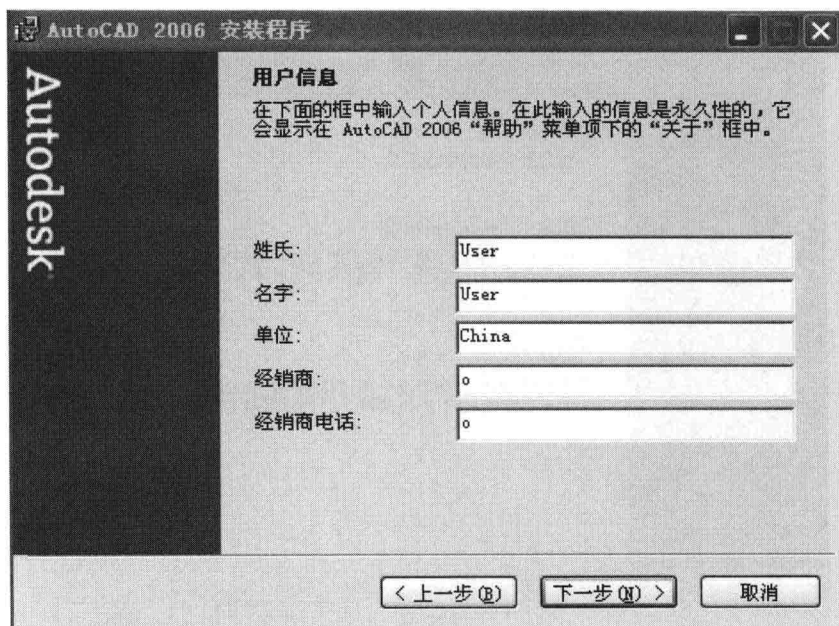 AutoCAD 2006 安装程序
Autodesk
用户信息
在下面的框中输入个人信息。在此输入的信息是永久性的，它
会显示在 AutoCAD 2006 “帮助” 菜单项下的 “关于” 框中。
姓氏: User
名字: User
单位: China
经销商: o
经销商电话: o
< 上一步(B)
下一步(N) >
取消